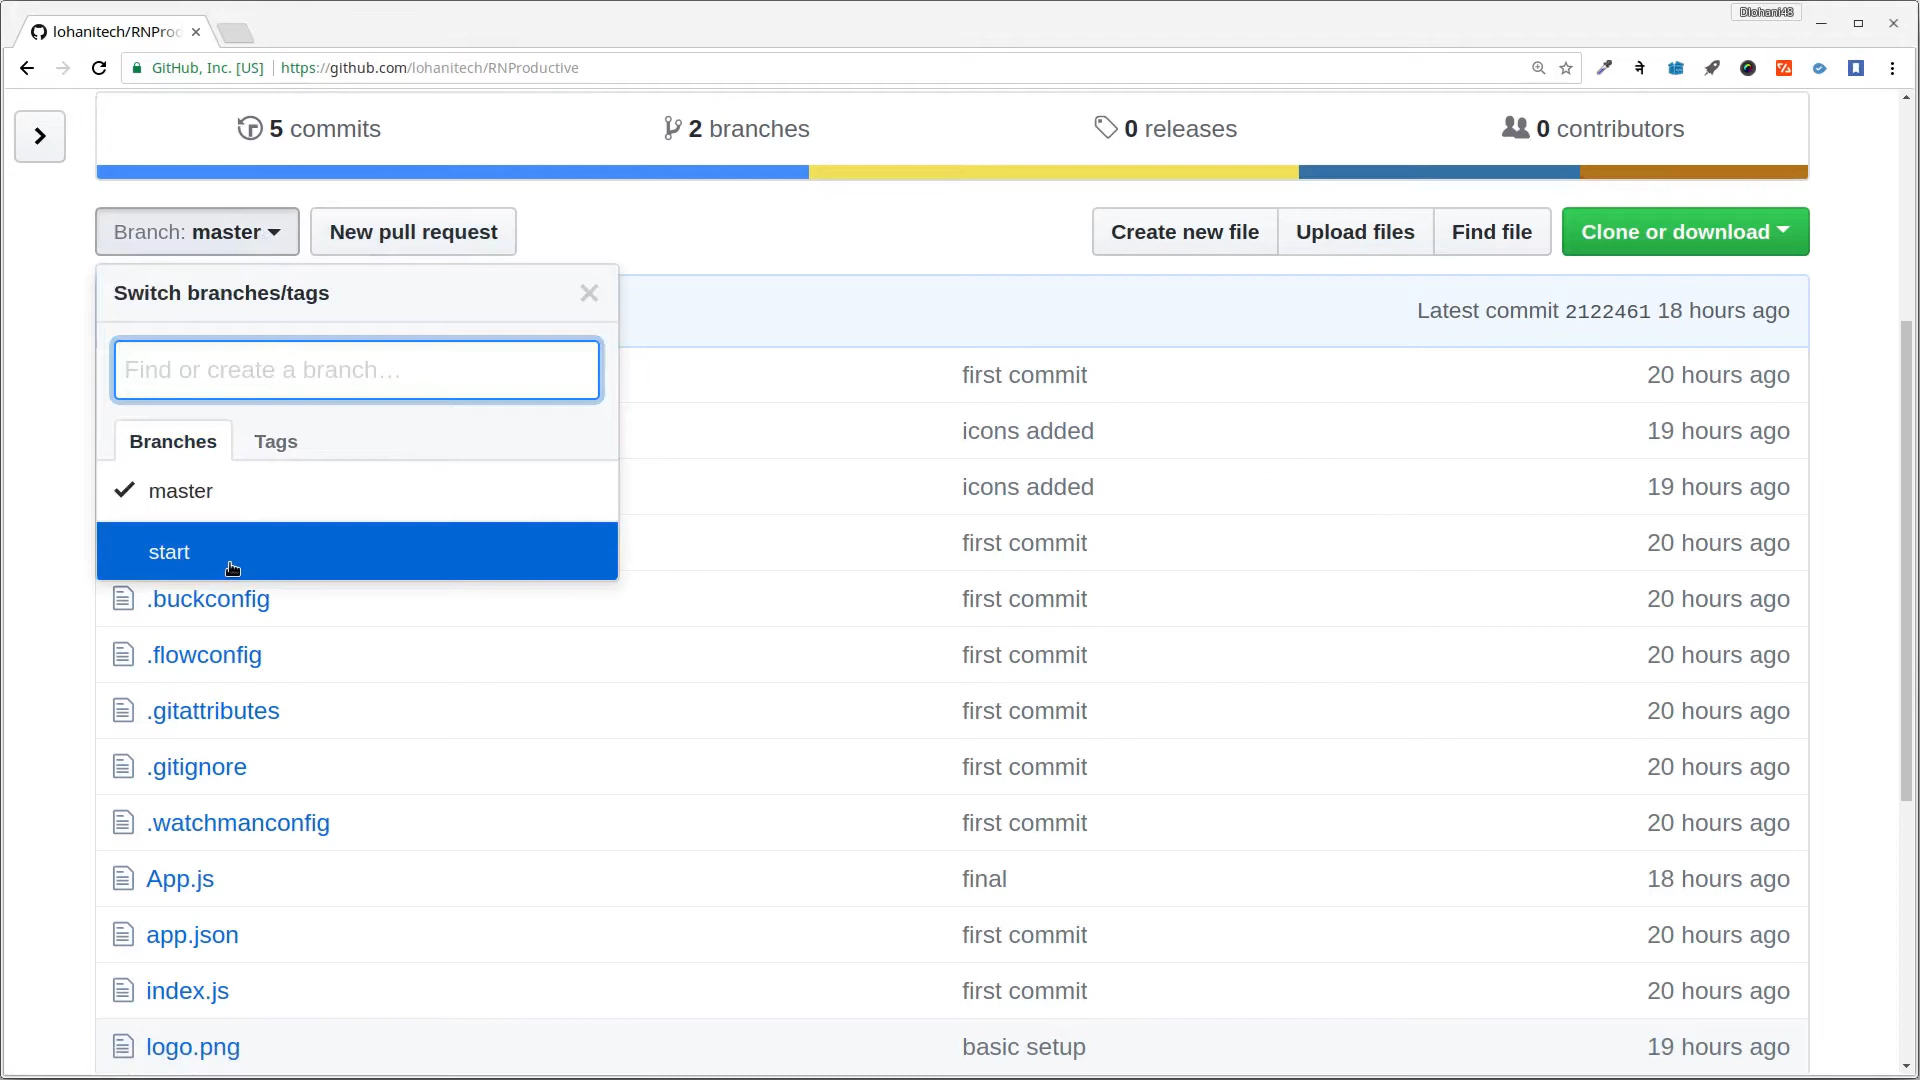 Dlohani48
lohanitech/RNProc
GitHub, Inc. [US] https://github.com/lohanitech/RNProductive
5 commits
2 branches
0 releases
0 contributors
Branch: master
New pull request
Create new file
Upload files
Find file
Clone or download
Switch branches/tags
Latest commit 2122461 18 hours ago
Find or create a branch…
first commit 20 hours ago
Branches Tags
icons added 19 hours ago
master
icons added 19 hours ago
start
first commit 20 hours ago
.buckconfig first commit 20 hours ago
.flowconfig first commit 20 hours ago
.gitattributes first commit 20 hours ago
.gitignore first commit 20 hours ago
.watchmanconfig first commit 20 hours ago
App.js final 18 hours ago
app.json first commit 20 hours ago
index.js first commit 20 hours ago
logo.png basic setup 19 hours ago